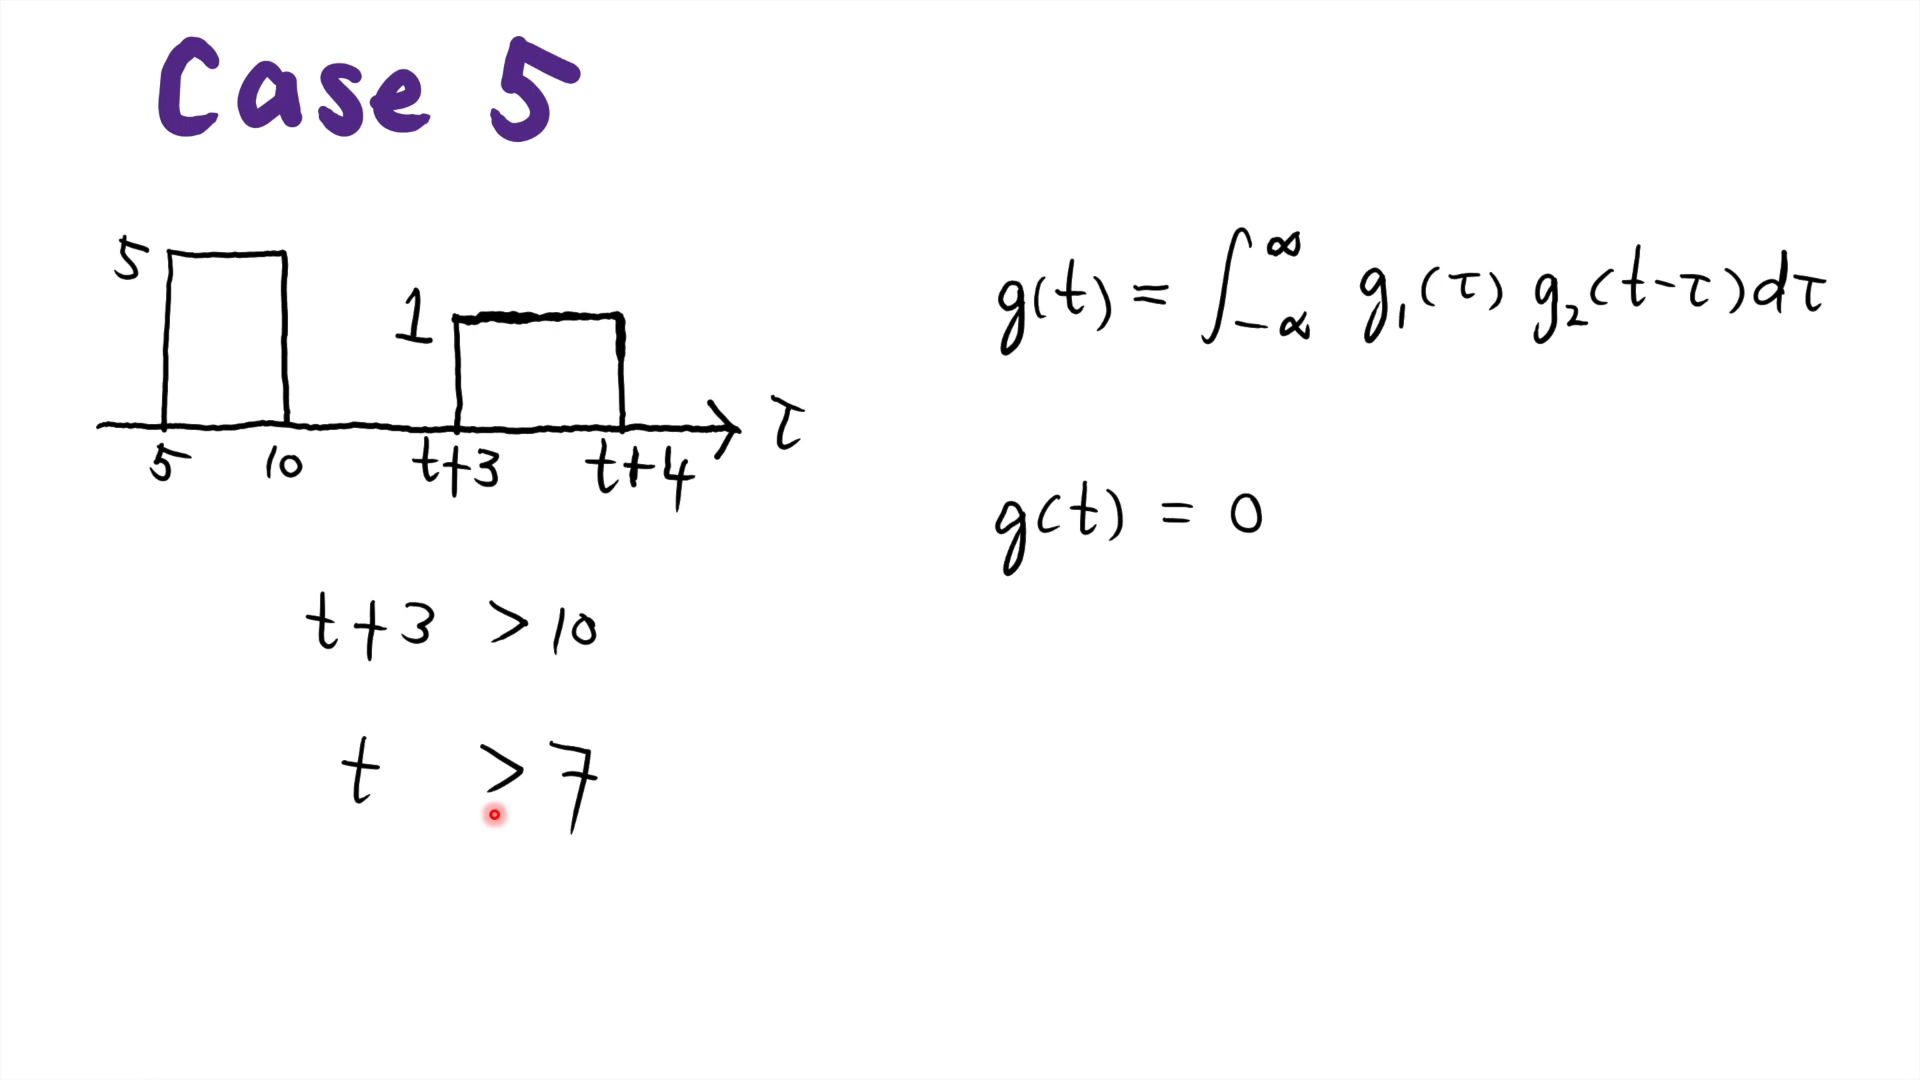 Case 5
5
1
τ
5 10 t+3 t+4
t+3 > 10
t > 7
g(t) = ∫_{-∞}^{∞} g₁(τ) g₂(t-τ)dτ
g(t) = 0